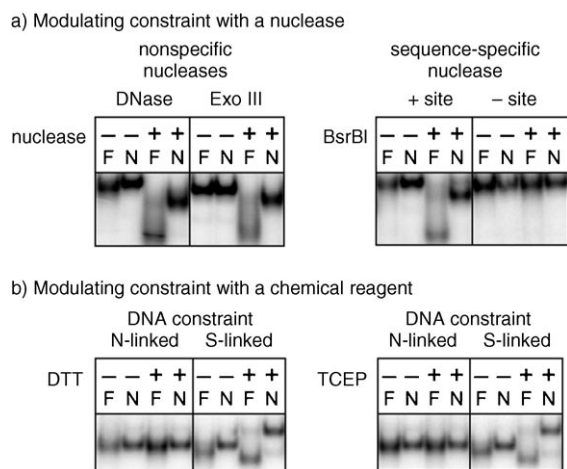 a) Modulating constraint with a nuclease
nonspecific nucleases
sequence-specific nuclease
DNase Exo III + site – site
nuclease – – + + – – + + BsrBI – – + + – – + +
F N F N F N F N F N F N F N F N
b) Modulating constraint with a chemical reagent
DNA constraint DNA constraint
N-linked S-linked N-linked S-linked
DTT – – + + – – + + TCEP – – + + – – + +
F N F N F N F N F N F N F N F N